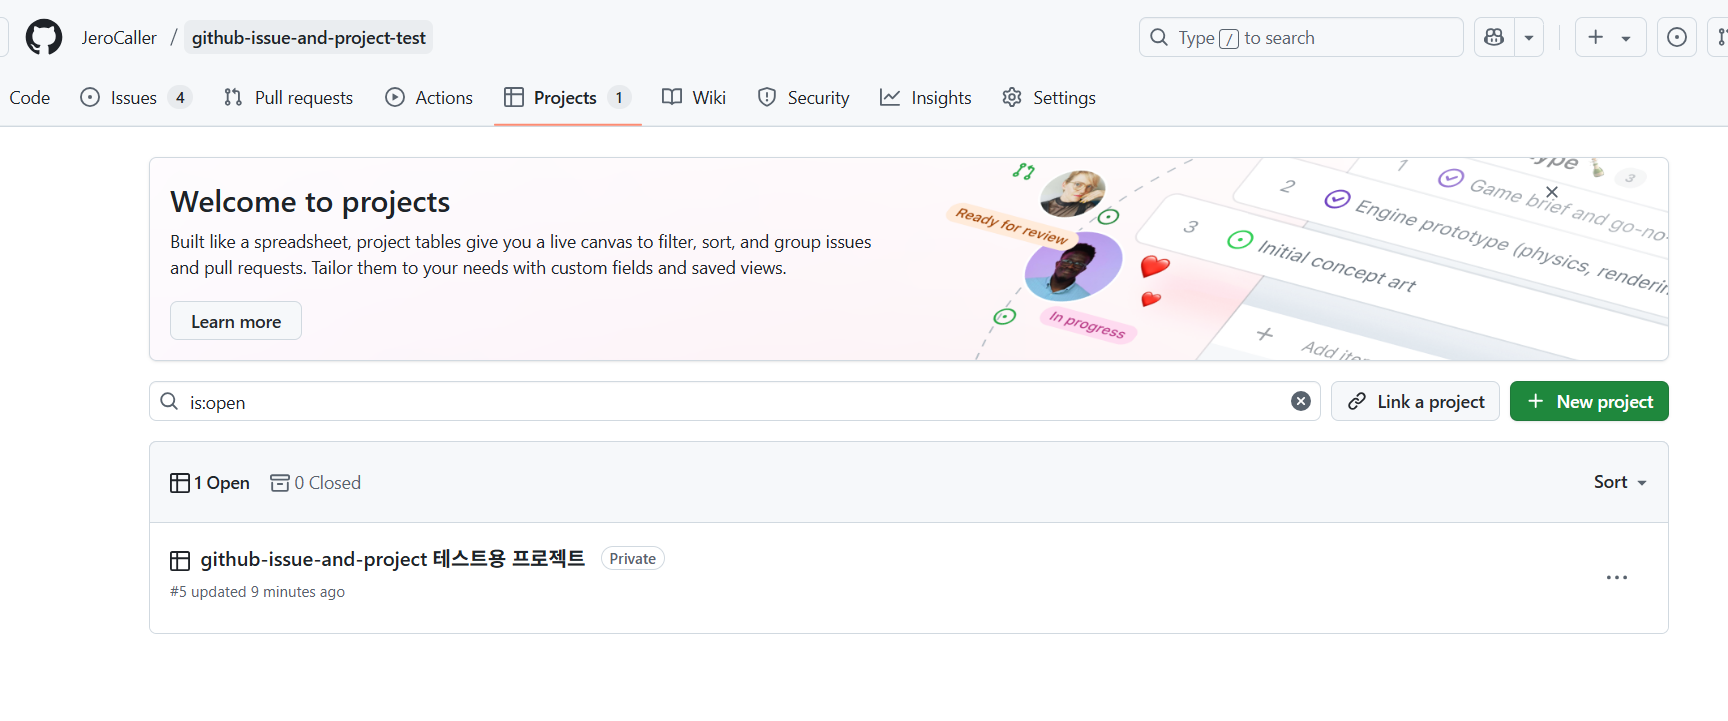 JeroCaller / github-issue-and-project-test
Type / to search
Code Issues 4 Pull requests Actions Projects 1 Wiki Security Insights Settings
Welcome to projects
Built like a spreadsheet, project tables give you a live canvas to filter, sort, and group issues
and pull requests. Tailor them to your needs with custom fields and saved views.
Learn more
Ready for review
In progress
3
1 Game brief and go-no-
2 Engine prototype (physics, renderin
3 Initial concept art
+ Add
is:open
Link a project
New project
1 Open 0 Closed
Sort
github-issue-and-project 테스트용 프로젝트 Private
#5 updated 9 minutes ago